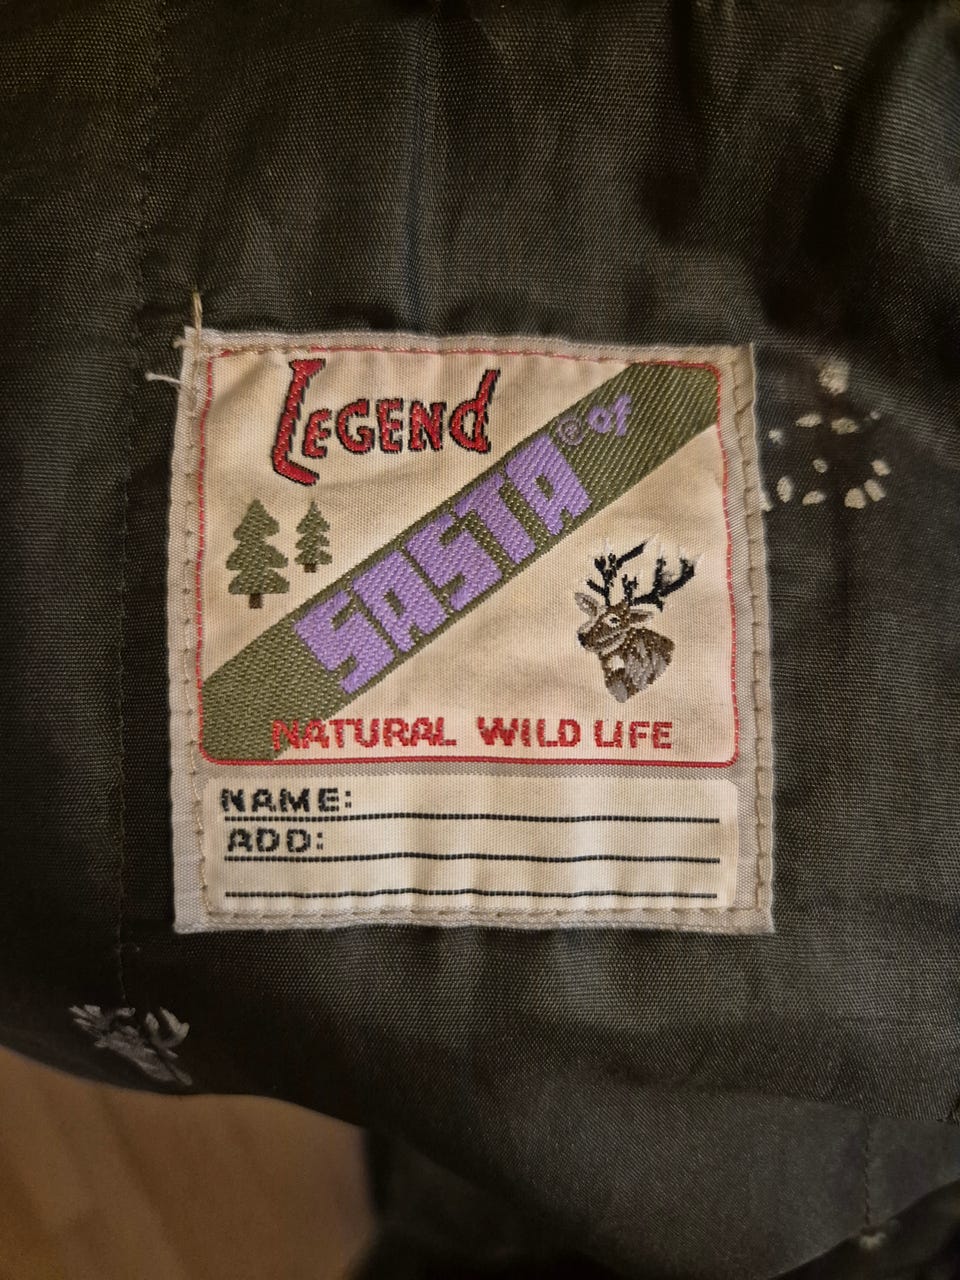 LEGEND
SASTA® of
NATURAL WILD LIFE
NAME:
ADD: